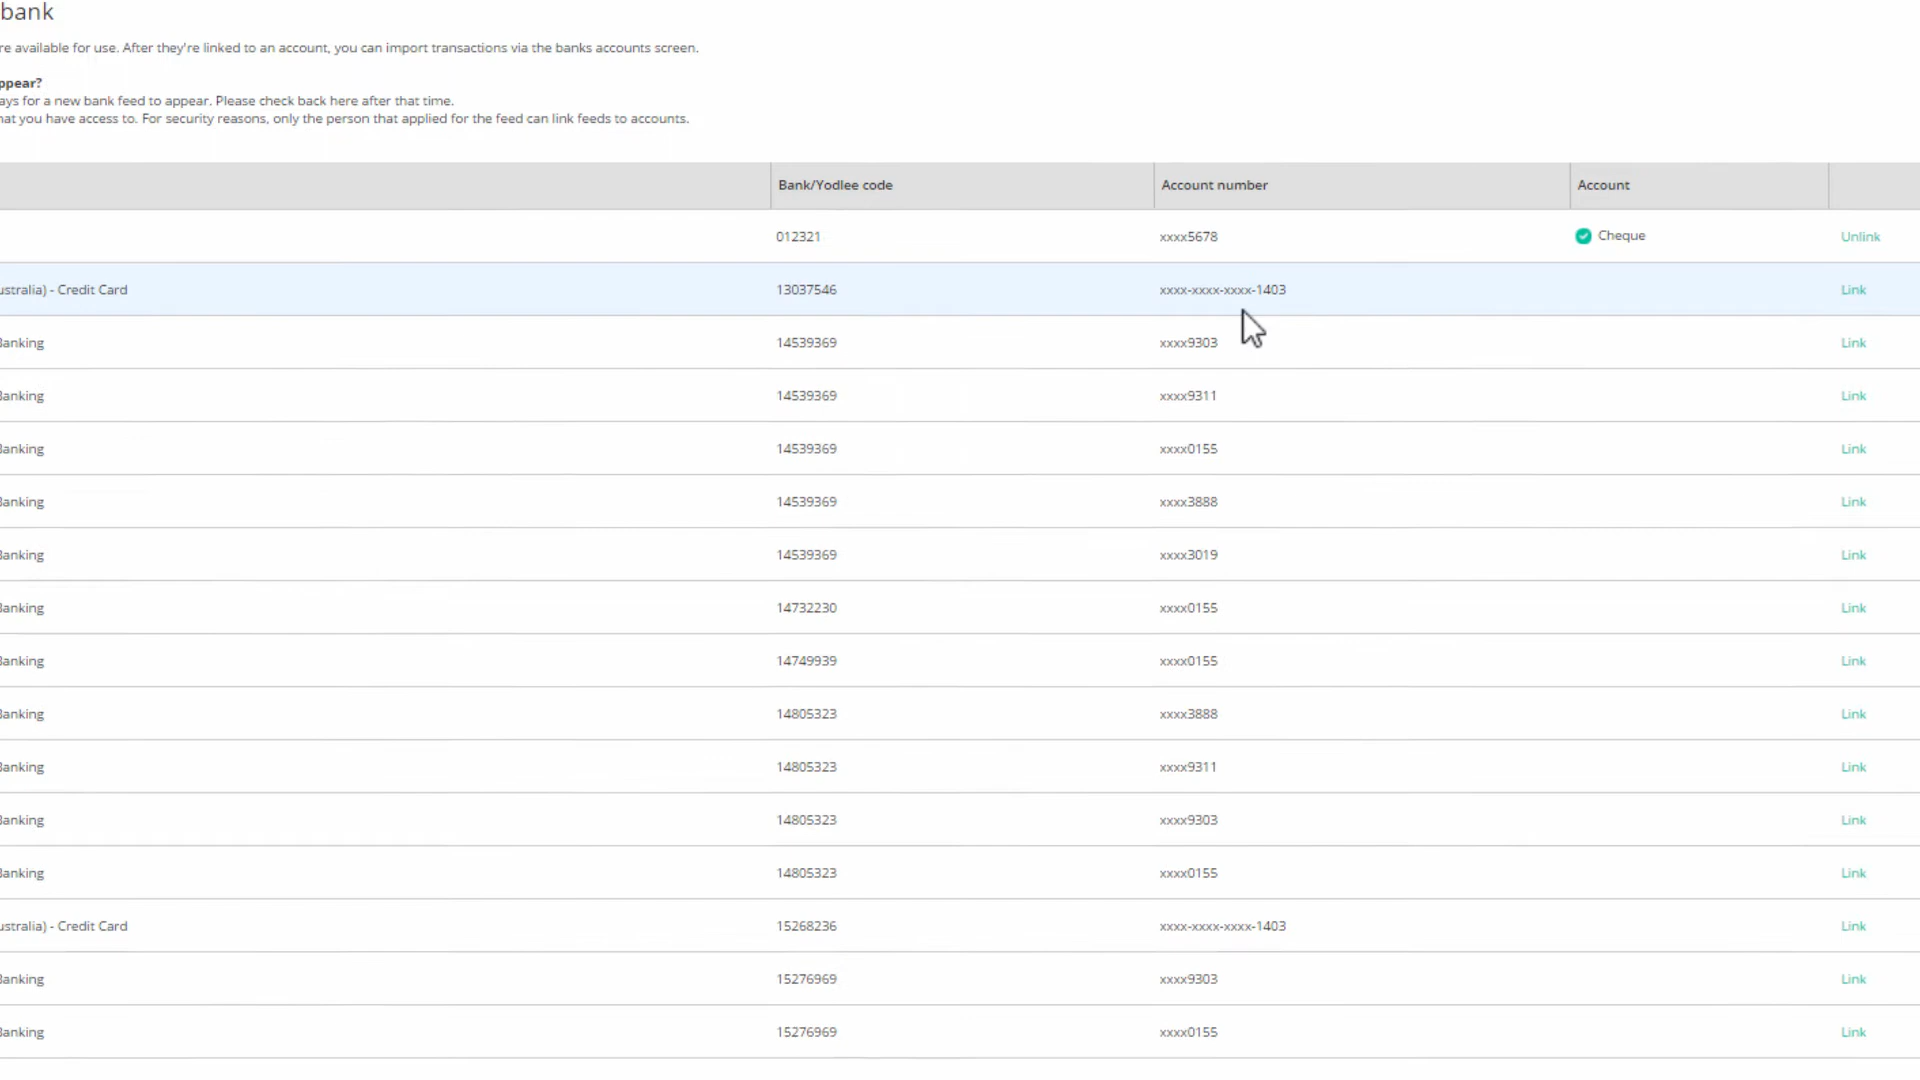 bank
re available for use. After they're linked to an account, you can import transactions via the banks accounts screen.
ppear?
ays for a new bank feed to appear. Please check back here after that time.
hat you have access to. For security reasons, only the person that applied for the feed can link feeds to accounts.
Bank/Yodlee code Account number Account
012321 xxxx5678 Cheque Unlink
ustralia) - Credit Card 13037546 xxxx-xxxx-xxxx-1403 Link
Banking 14539369 xxxx9303 Link
Banking 14539369 xxxx9311 Link
Banking 14539369 xxxx0155 Link
Banking 14539369 xxxx3888 Link
Banking 14539369 xxxx3019 Link
Banking 14732230 xxxx0155 Link
Banking 14749939 xxxx0155 Link
Banking 14805323 xxxx3888 Link
Banking 14805323 xxxx9311 Link
Banking 14805323 xxxx9303 Link
Banking 14805323 xxxx0155 Link
ustralia) - Credit Card 15268236 xxxx-xxxx-xxxx-1403 Link
Banking 15276969 xxxx9303 Link
Banking 15276969 xxxx0155 Link